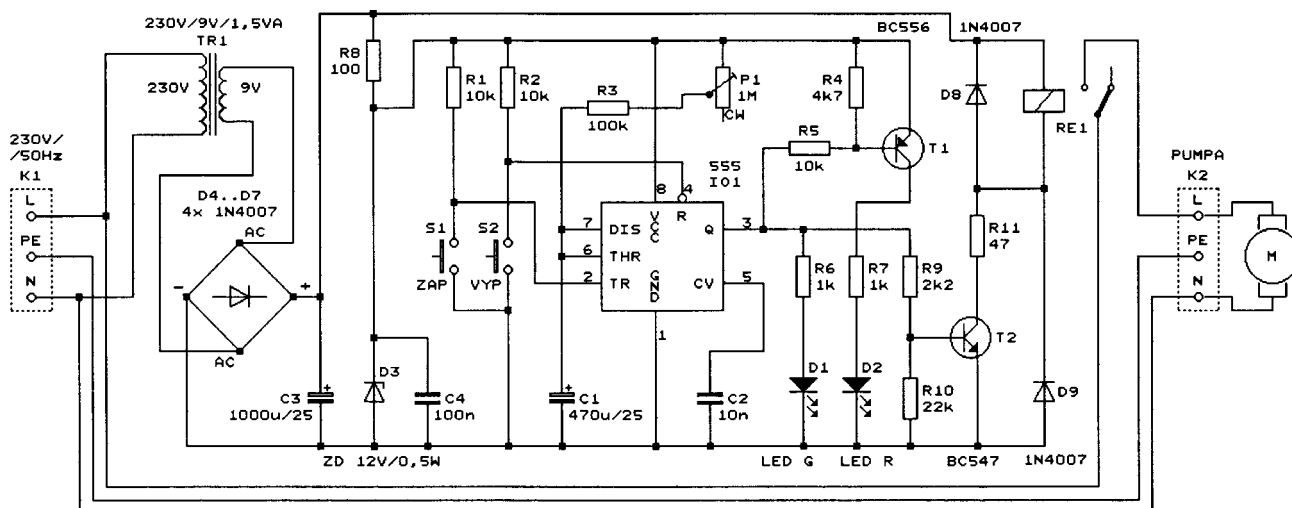 230V/9V/1,5VA
TR1
230V
9V
230V/
/50Hz
K1
L
PE
N
D4..D7
4x 1N4007
AC
-
+
AC
R8
100
R1
10k
R2
10k
R3
100k
P1
1M
CW
R4
4k7
BC556
1N4007
D8
RE1
R5
10k
T1
555
IO1
8
4
VCC
R
7
DIS
Q
3
6
THR
2
TR
GND
CV
5
1
S1
ZAP
S2
VYP
R6
1k
R7
1k
R9
2k2
R11
47
T2
PUMPA
K2
L
PE
N
M
C3
+
1000u/25
D3
C4
100n
C1
+
470u/25
C2
10n
D1
D2
R10
22k
D9
ZD 12V/0,5W
LED G
LED R
BC547
1N4007